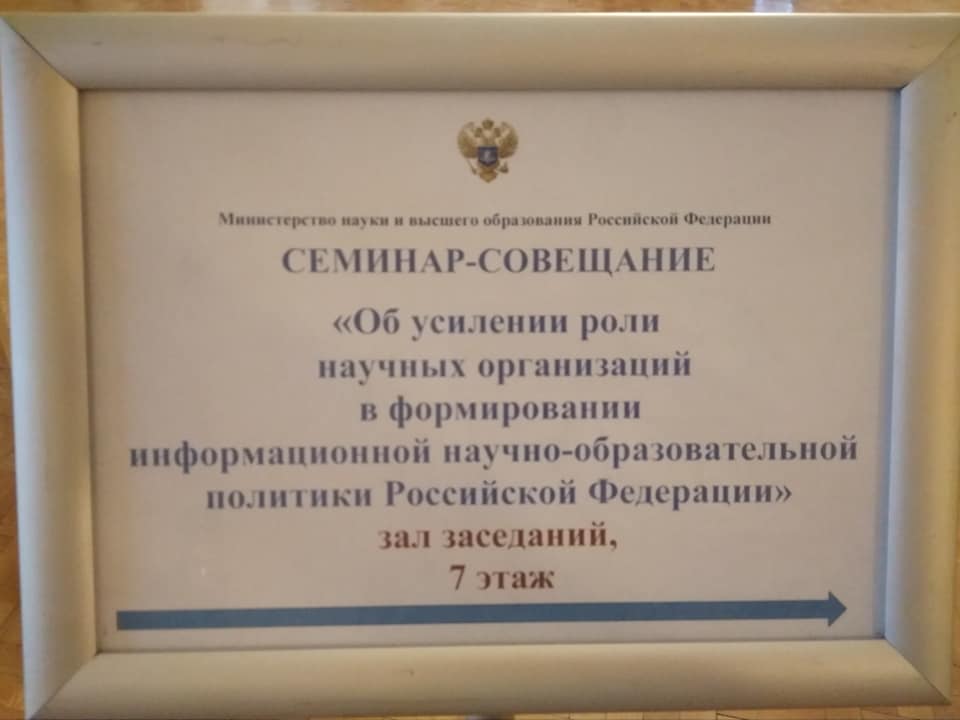 Министерство науки и высшего образования Российской Федерации
СЕМИНАР-СОВЕЩАНИЕ
«Об усилении роли
научных организаций
в формировании
информационной научно-образовательной
политики Российской Федерации»
зал заседаний,
7 этаж